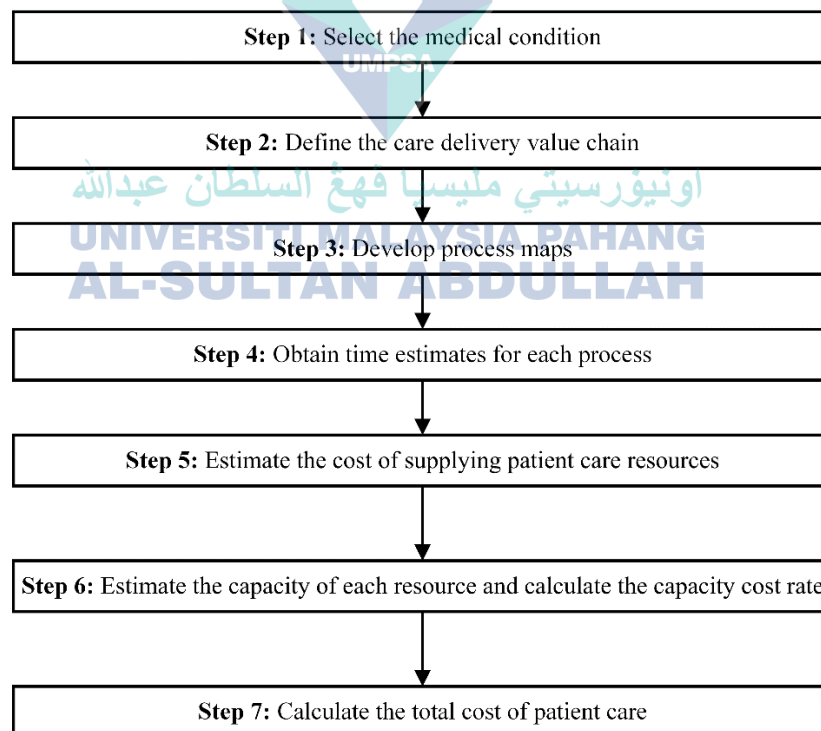 Step 1: Select the medical condition
UMPSA
Step 2: Define the care delivery value chain
اونيۏرسيتي مليسيا ڤهڠ السلطان عبدالله
UNIVERSITI MALAYSIA PAHANG
Step 3: Develop process maps
AL-SULTAN ABDULLAH
Step 4: Obtain time estimates for each process
Step 5: Estimate the cost of supplying patient care resources
Step 6: Estimate the capacity of each resource and calculate the capacity cost rate
Step 7: Calculate the total cost of patient care